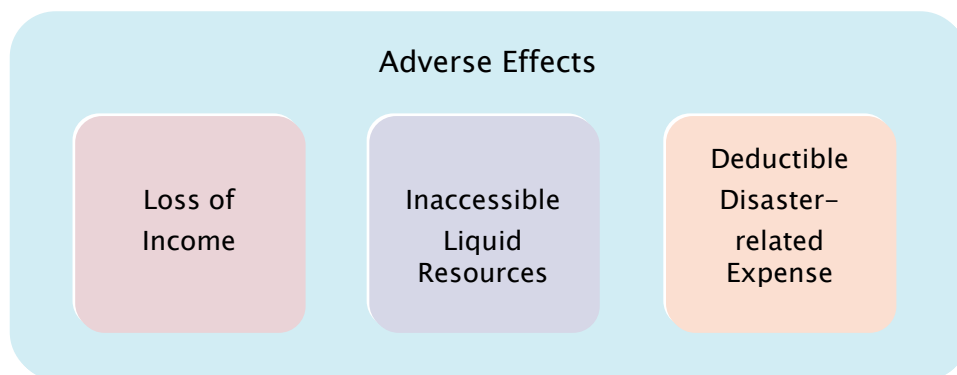 Adverse Effects
Loss of
Income
Inaccessible
Liquid
Resources
Deductible
Disaster-
related
Expense